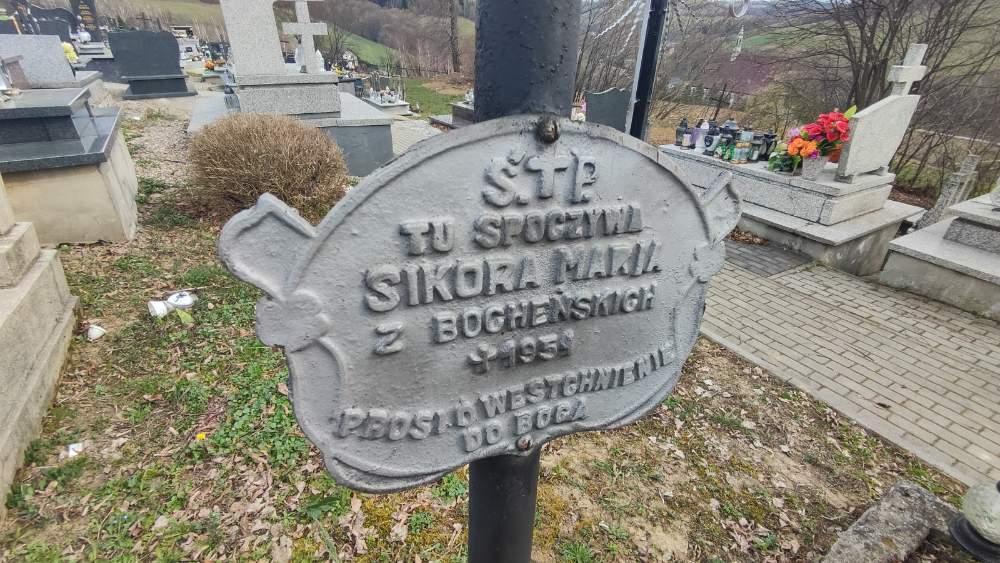 Ś.T.P.
TU SPOCZYWA
SIKORA MARIA
Z BOCHEŃSKICH
✝1951
PROSI O WESTCHNIENIE
DO BOGA